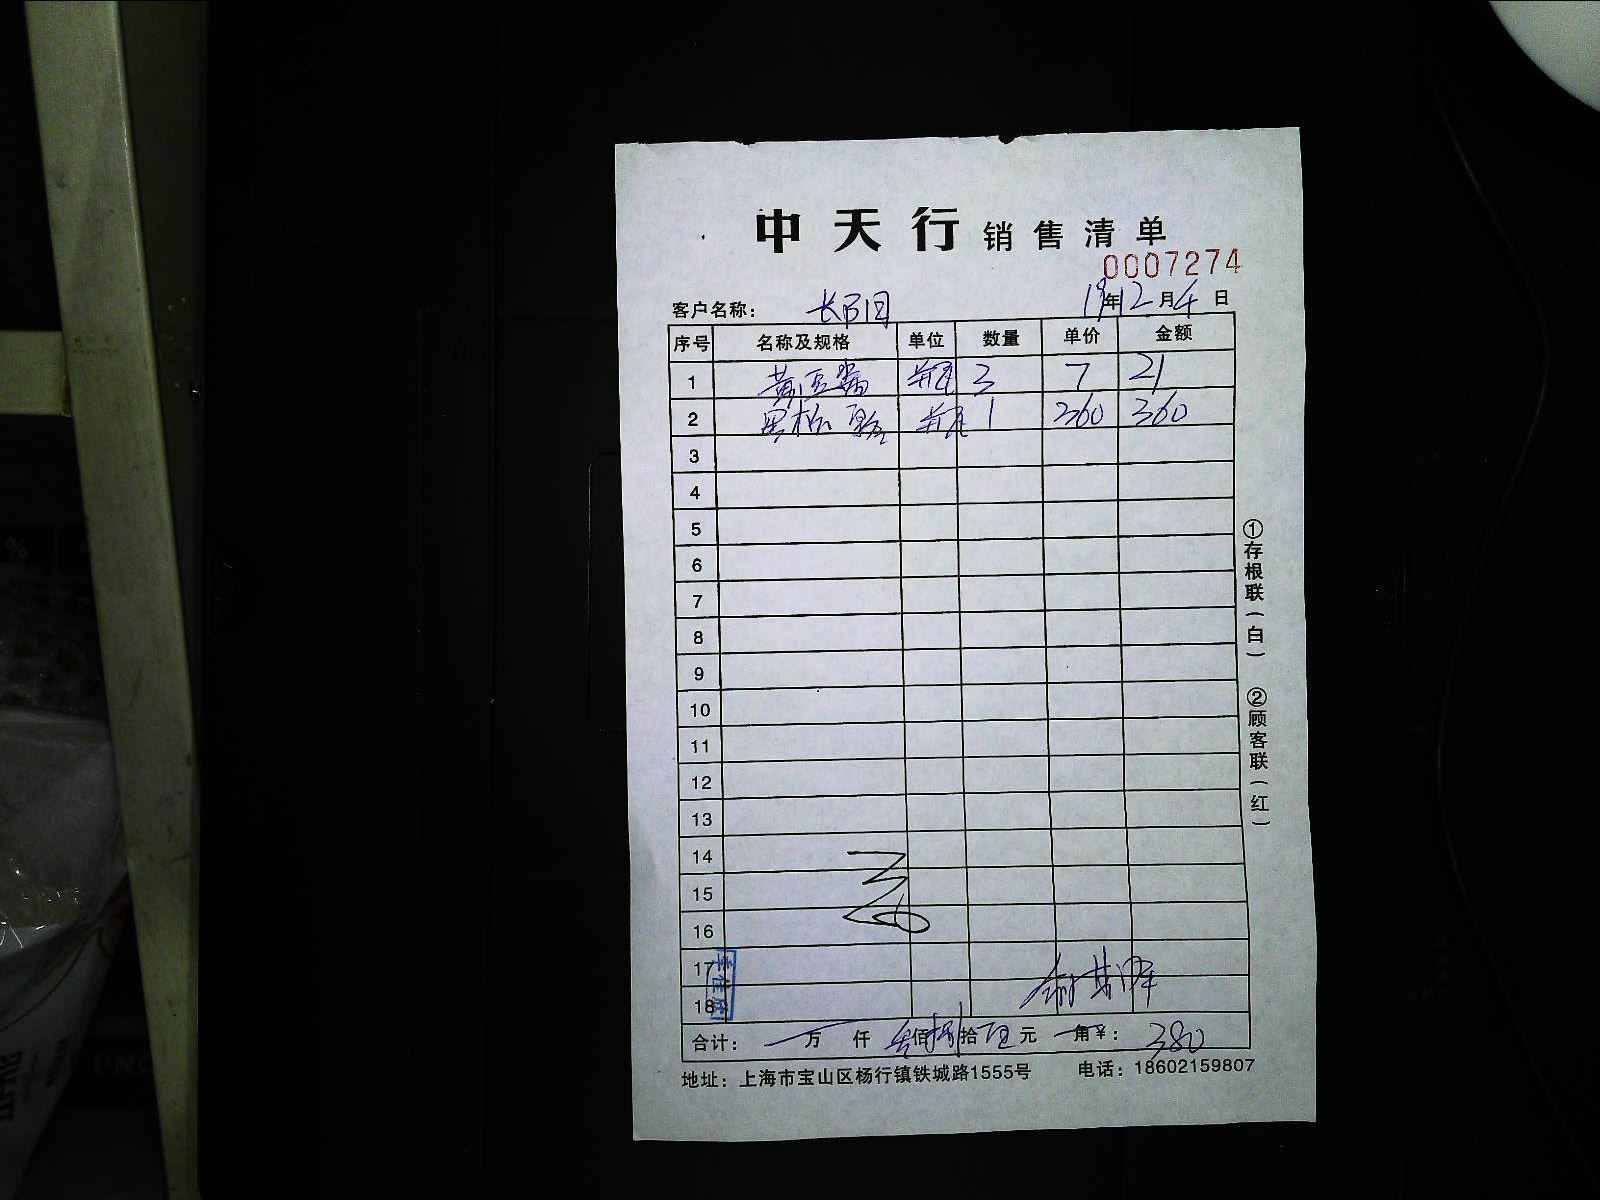 中天行 销售清单
0007274
客户名称： 19年12月4日
序号 名称及规格 单位 数量 单价 金额
1 黄豆酱 瓶 3 7 21
2 瓶 1 360 360
3
4
5
6
7
8
9
10
11
12
13
14
15
16
17
18
合计： 万 仟 叁佰捌拾 元 角 ¥： 380
地址：上海市宝山区杨行镇铁城路1555号 电话：18602159807
①存根联（白） ②顾客联（红）